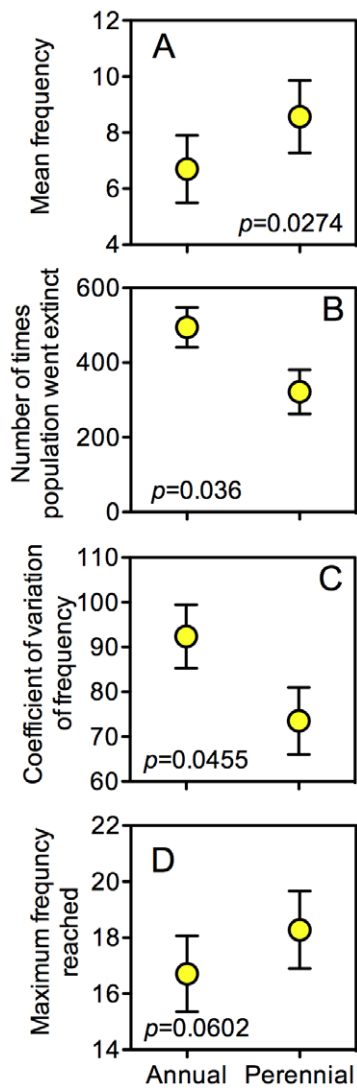 Mean frequency
12
10
8
6
4
A
p=0.0274
Number of times
population went extinct
600
400
200
0
B
p=0.036
Coefficient of variation
of frequency
110
100
90
80
70
60
C
p=0.0455
Maximum frequncy
reached
22
20
18
16
14
D
p=0.0602
Annual Perennial